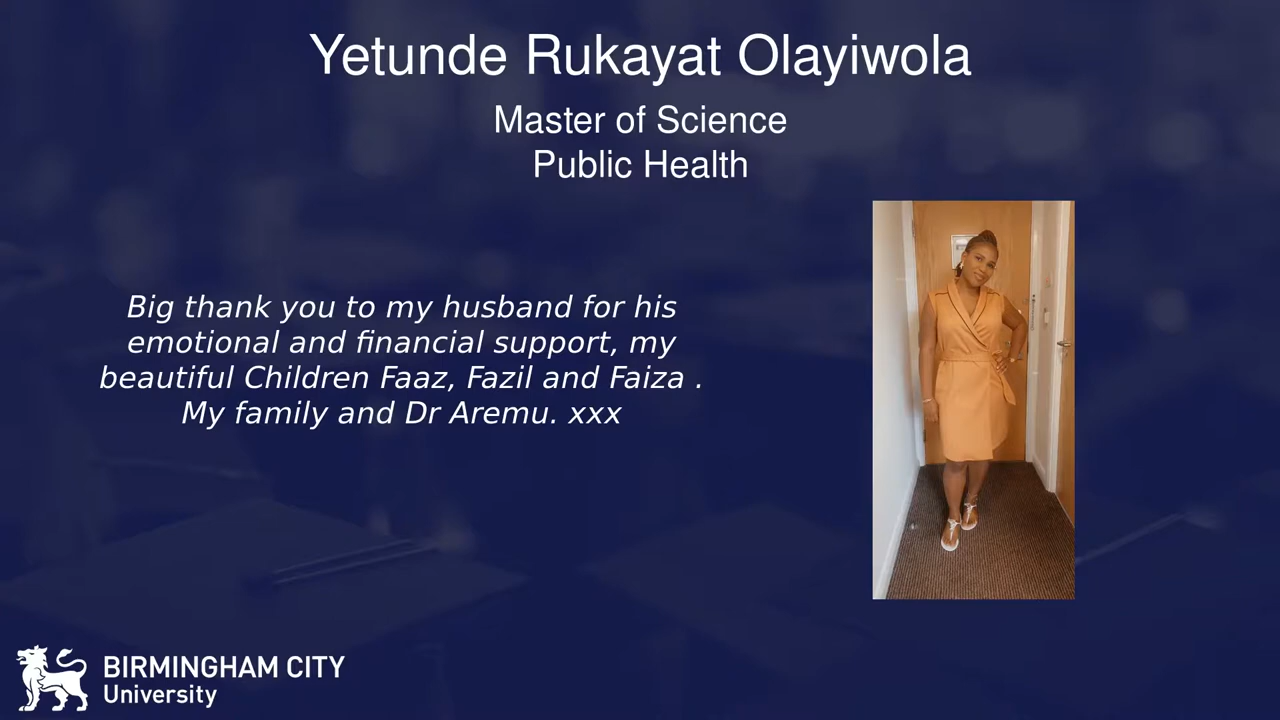 Yetunde Rukayat Olayiwola
Master of Science
Public Health
Big thank you to my husband for his
emotional and financial support, my
beautiful Children Faaz, Fazil and Faiza .
My family and Dr Aremu. xxx
BIRMINGHAM CITY
University